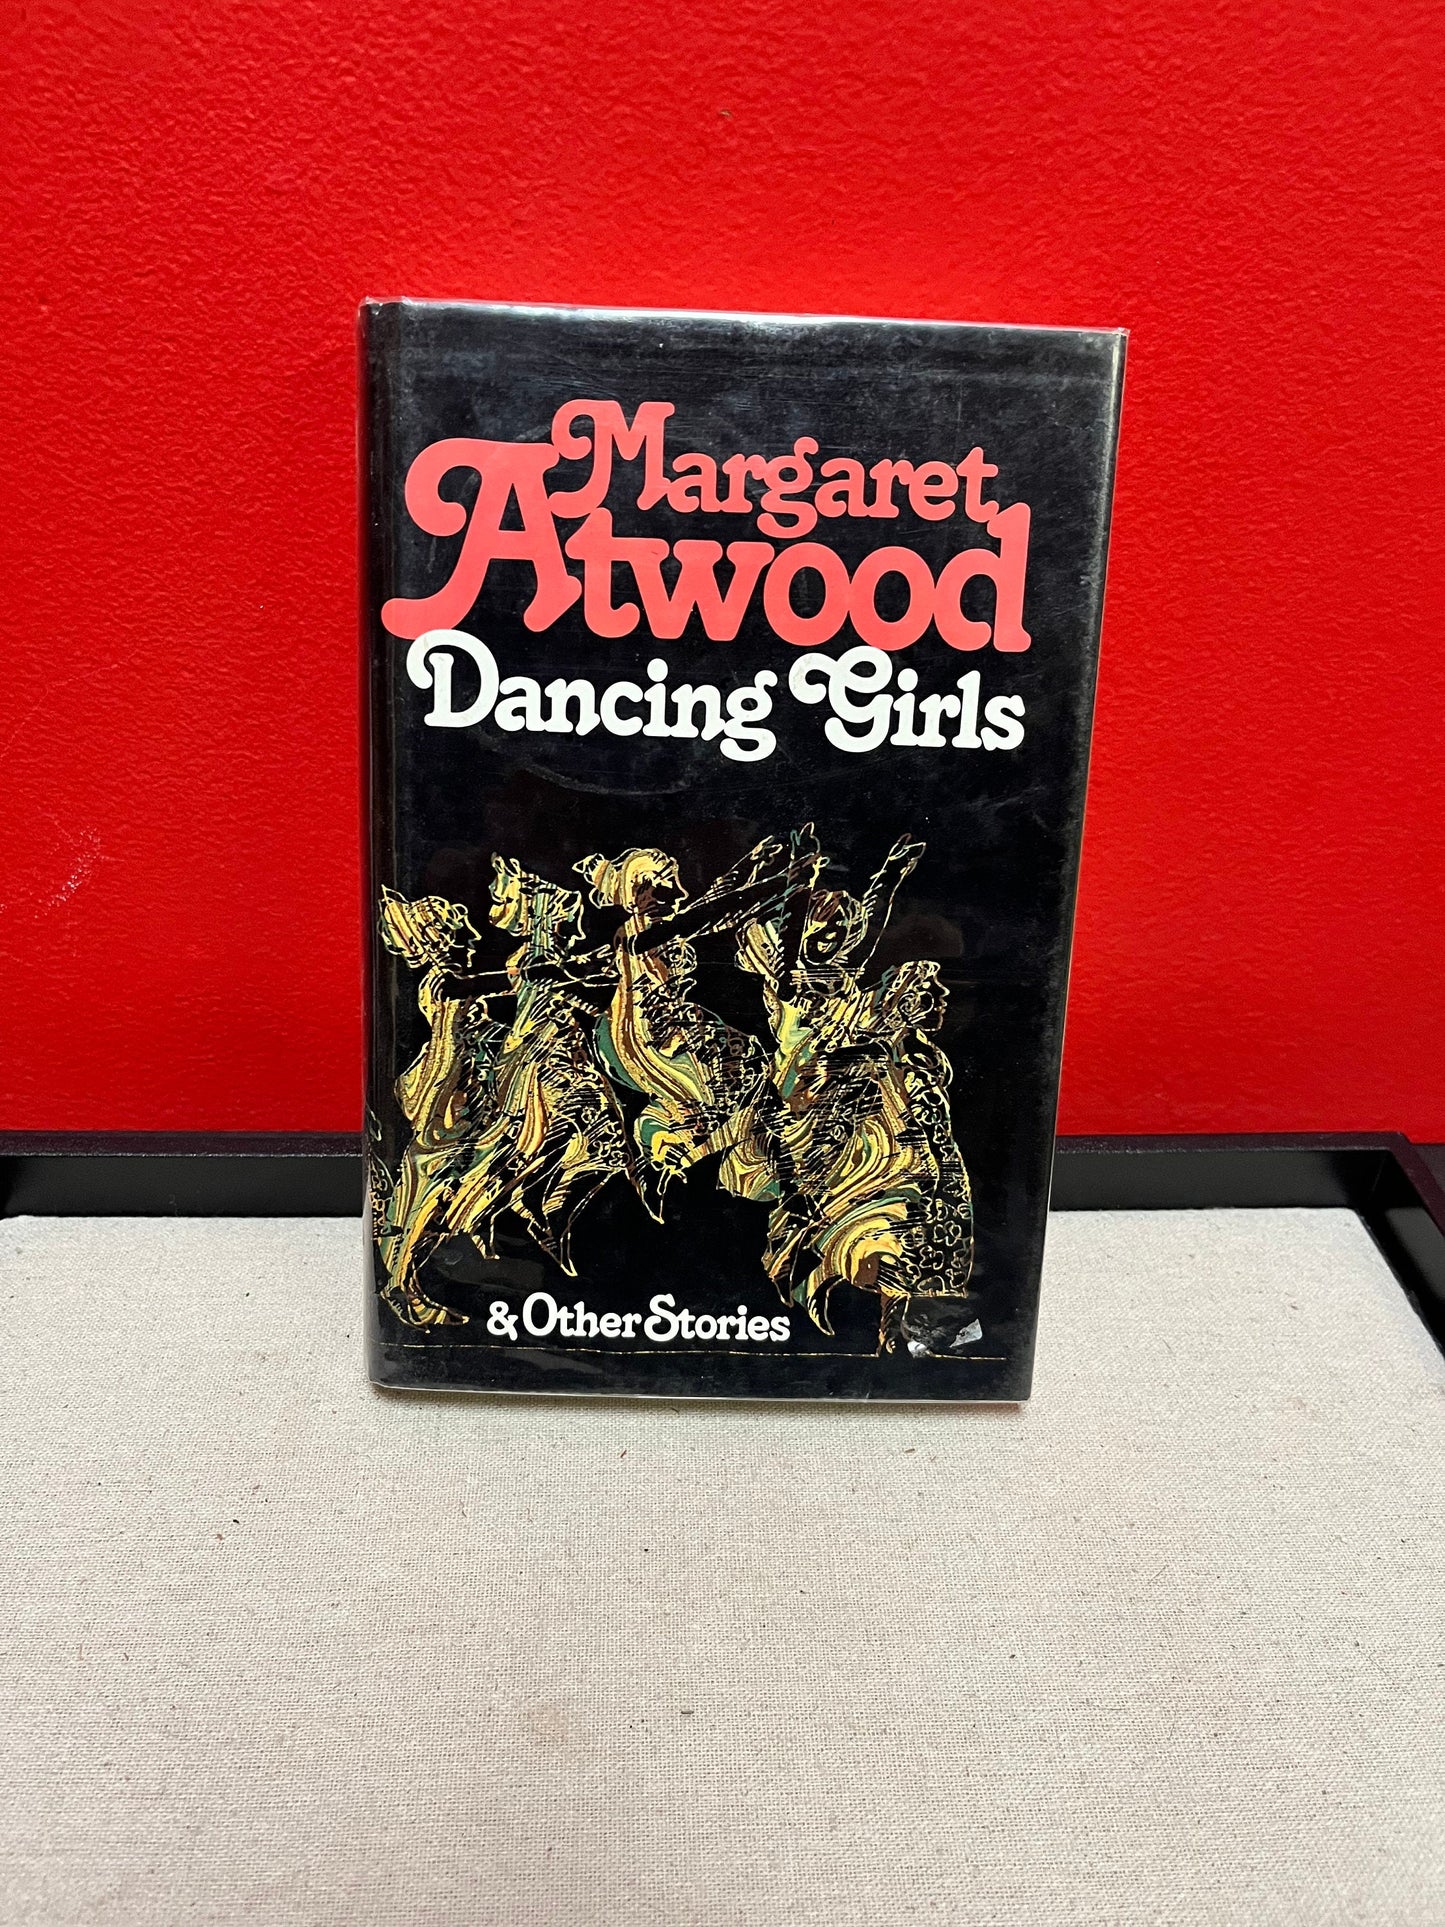 Margaret
Atwood
Dancing Girls
& Other Stories